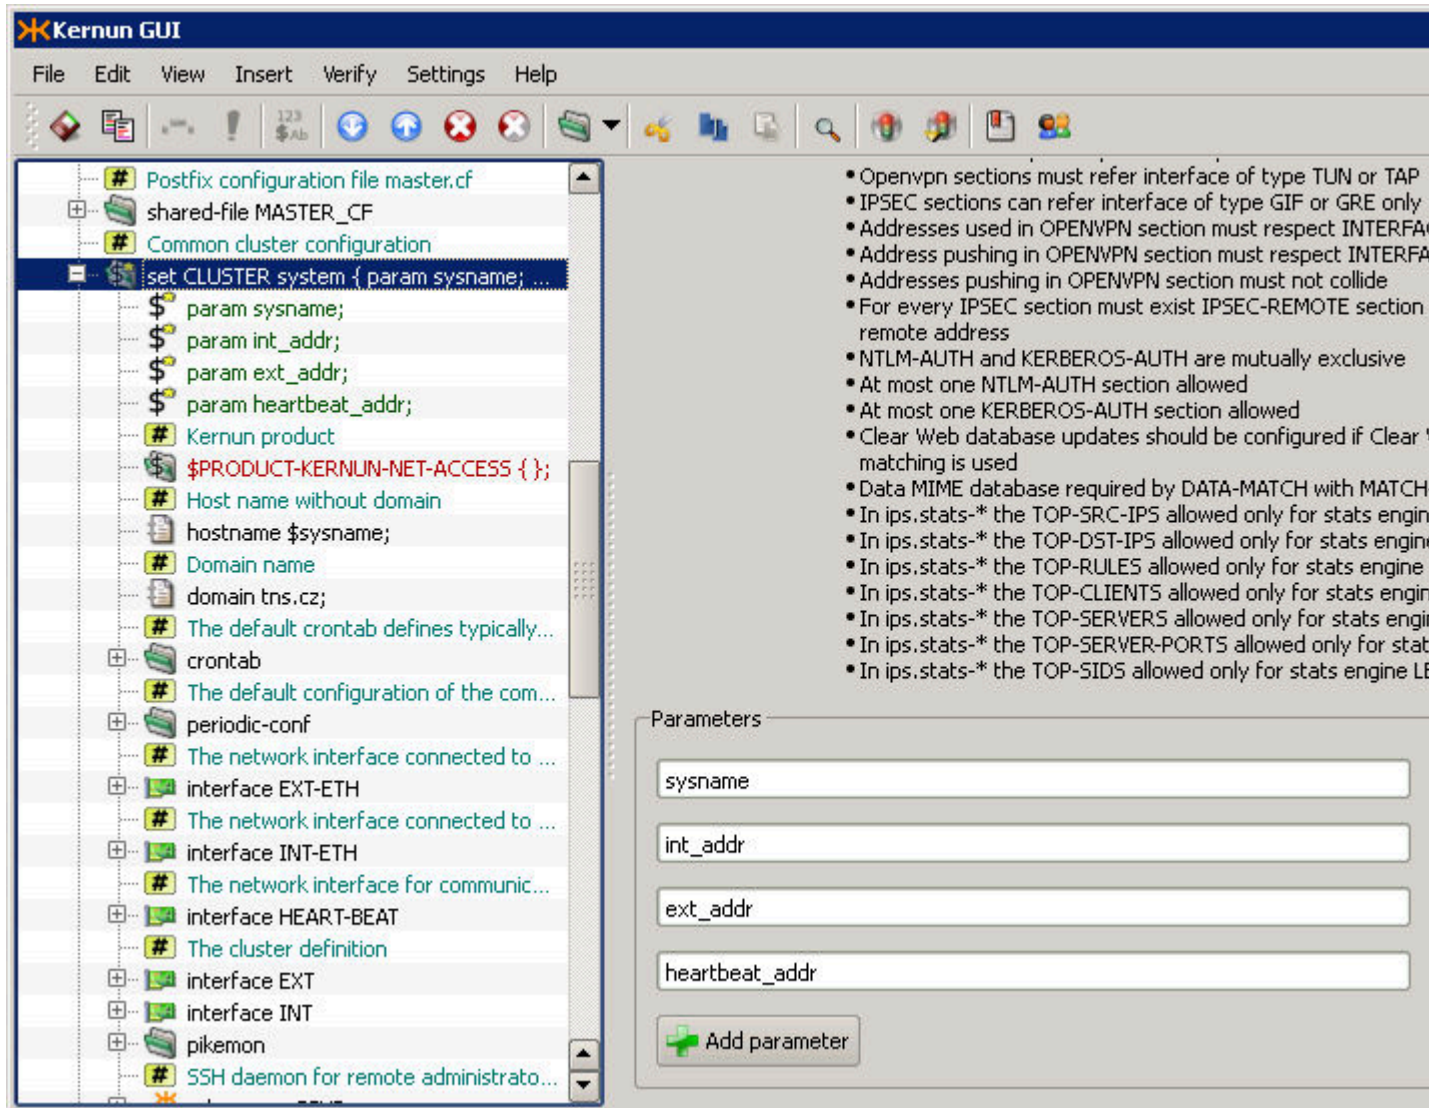 Kernun GUI
File Edit View Insert Verify Settings Help
123
$Ab
# Postfix configuration file master.cf
shared-file MASTER_CF
# Common cluster configuration
set CLUSTER system { param sysname; ...
$ param sysname;
$ param int_addr;
$ param ext_addr;
$ param heartbeat_addr;
# Kernun product
$PRODUCT-KERNUN-NET-ACCESS { };
# Host name without domain
hostname $sysname;
# Domain name
domain tns.cz;
# The default crontab defines typically...
crontab
# The default configuration of the com...
periodic-conf
# The network interface connected to ...
interface EXT-ETH
# The network interface connected to ...
interface INT-ETH
# The network interface for communic...
interface HEART-BEAT
# The cluster definition
interface EXT
interface INT
pikemon
# SSH daemon for remote administrato...
• Openvpn sections must refer interface of type TUN or TAP
• IPSEC sections can refer interface of type GIF or GRE only
• Addresses used in OPENVPN section must respect INTERFA
• Address pushing in OPENVPN section must respect INTERFA
• Addresses pushing in OPENVPN section must not collide
• For every IPSEC section must exist IPSEC-REMOTE section
remote address
• NTLM-AUTH and KERBEROS-AUTH are mutually exclusive
• At most one NTLM-AUTH section allowed
• At most one KERBEROS-AUTH section allowed
• Clear Web database updates should be configured if Clear
matching is used
• Data MIME database required by DATA-MATCH with MATCH
• In ips.stats-* the TOP-SRC-IPS allowed only for stats engin
• In ips.stats-* the TOP-DST-IPS allowed only for stats engine
• In ips.stats-* the TOP-RULES allowed only for stats engine
• In ips.stats-* the TOP-CLIENTS allowed only for stats engin
• In ips.stats-* the TOP-SERVERS allowed only for stats engi
• In ips.stats-* the TOP-SERVER-PORTS allowed only for stat
• In ips.stats-* the TOP-SIDS allowed only for stats engine LE
Parameters
sysname
int_addr
ext_addr
heartbeat_addr
Add parameter